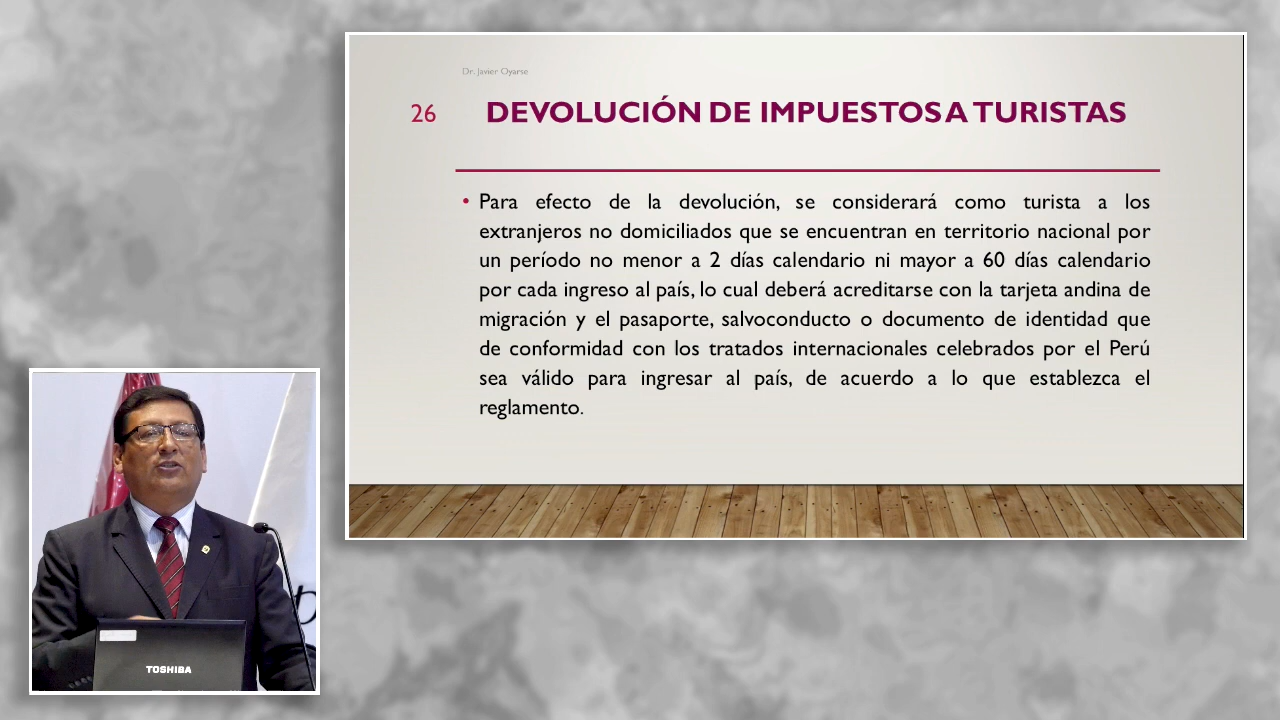 Dr. Javier Oyarse
26
DEVOLUCIÓN DE IMPUESTOS A TURISTAS
• Para efecto de la devolución, se considerará como turista a los
extranjeros no domiciliados que se encuentran en territorio nacional por
un período no menor a 2 días calendario ni mayor a 60 días calendario
por cada ingreso al país, lo cual deberá acreditarse con la tarjeta andina de
migración y el pasaporte, salvoconducto o documento de identidad que
de conformidad con los tratados internacionales celebrados por el Perú
sea válido para ingresar al país, de acuerdo a lo que establezca el
reglamento.
TOSHIBA